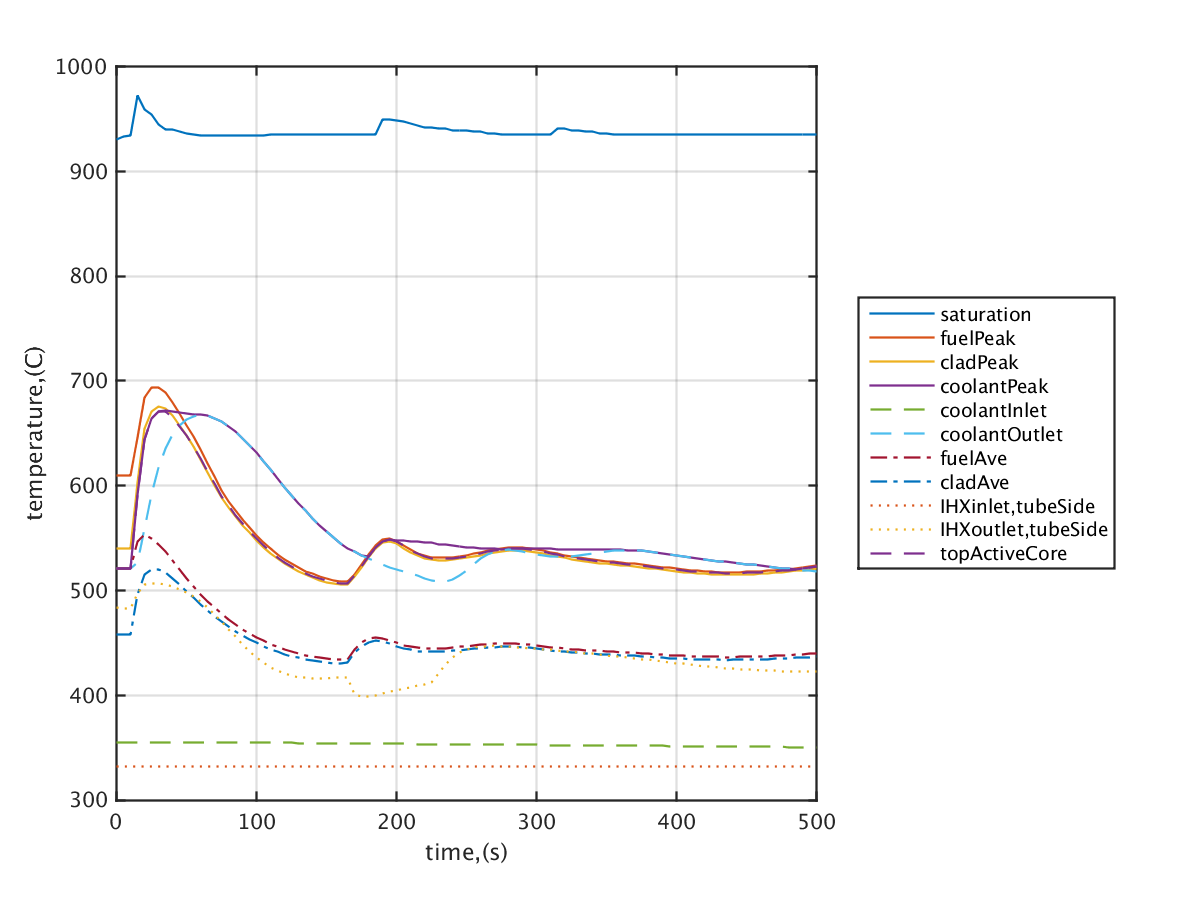 1000
900
800
700
600
500
400
300
0
100
200
300
400
500
temperature,(C)
time,(s)
saturation
fuelPeak
cladPeak
coolantPeak
coolantInlet
coolantOutlet
fuelAve
cladAve
IHXinlet,tubeSide
IHXoutlet,tubeSide
topActiveCore